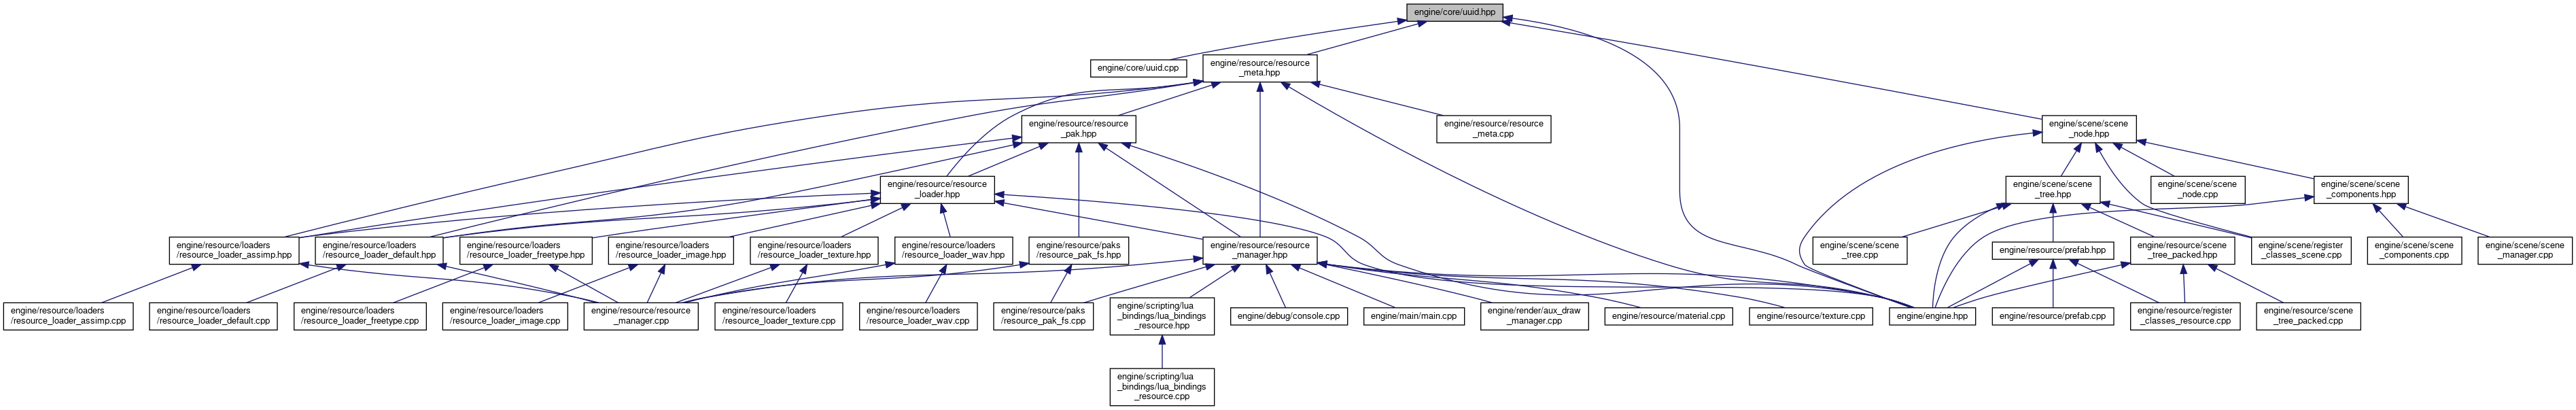 engine/core/uuid.hpp
engine/core/uuid.cpp
engine/resource/resource
_meta.hpp
engine/resource/resource
_pak.hpp
engine/resource/resource
_meta.cpp
engine/scene/scene
_node.hpp
engine/resource/resource
_loader.hpp
engine/scene/scene
_tree.hpp
engine/scene/scene
_node.cpp
engine/scene/scene
_components.hpp
engine/resource/loaders
/resource_loader_assimp.hpp
engine/resource/loaders
/resource_loader_default.hpp
engine/resource/loaders
/resource_loader_freetype.hpp
engine/resource/loaders
/resource_loader_image.hpp
engine/resource/loaders
/resource_loader_texture.hpp
engine/resource/loaders
/resource_loader_wav.hpp
engine/resource/paks
/resource_pak_fs.hpp
engine/resource/resource
_manager.hpp
engine/scene/scene
_tree.cpp
engine/resource/prefab.hpp
engine/resource/scene
_tree_packed.hpp
engine/scene/register
_classes_scene.cpp
engine/scene/scene
_components.cpp
engine/scene/scene
_manager.cpp
engine/resource/loaders
/resource_loader_assimp.cpp
engine/resource/loaders
/resource_loader_default.cpp
engine/resource/loaders
/resource_loader_freetype.cpp
engine/resource/loaders
/resource_loader_image.cpp
engine/resource/resource
_manager.cpp
engine/resource/loaders
/resource_loader_texture.cpp
engine/resource/loaders
/resource_loader_wav.cpp
engine/resource/paks
/resource_pak_fs.cpp
engine/scripting/lua
_bindings/lua_bindings
_resource.hpp
engine/debug/console.cpp
engine/main/main.cpp
engine/render/aux_draw
_manager.cpp
engine/resource/material.cpp
engine/resource/texture.cpp
engine/engine.hpp
engine/resource/prefab.cpp
engine/resource/register
_classes_resource.cpp
engine/resource/scene
_tree_packed.cpp
engine/scripting/lua
_bindings/lua_bindings
_resource.cpp